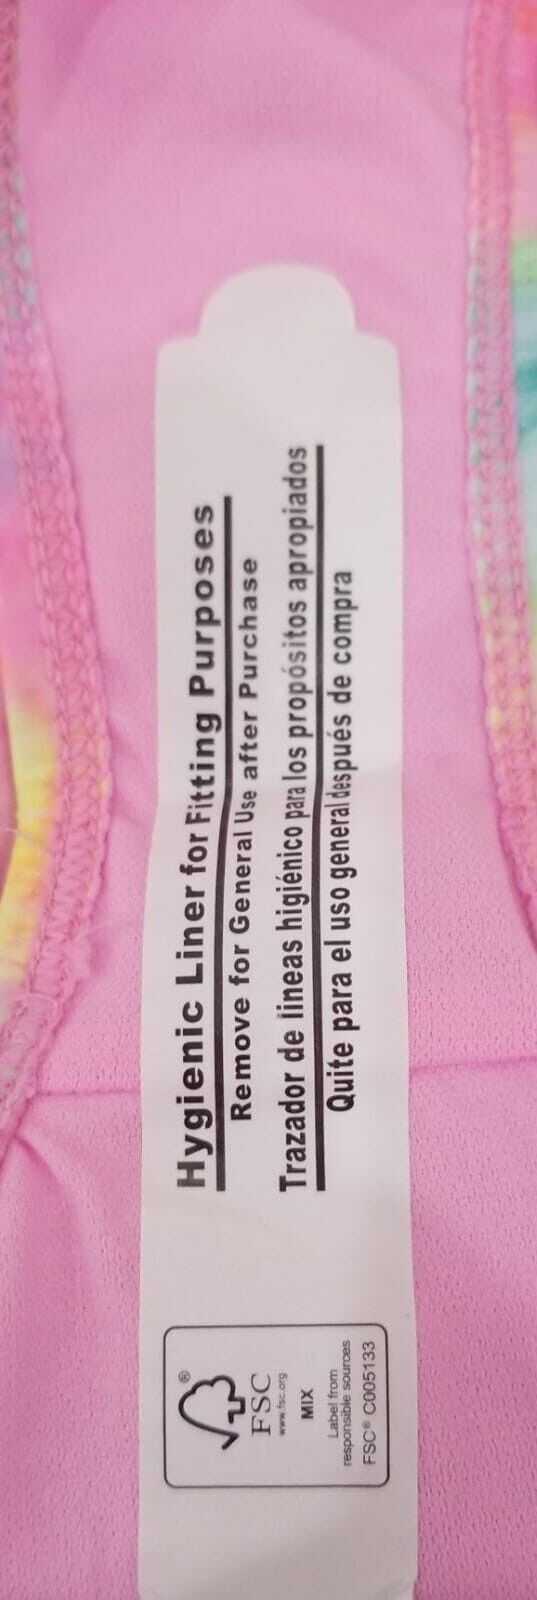 Hygienic Liner for Fitting Purposes
Remove for General Use after Purchase
Trazador de lineas higiénico para los propósitos apropiados
Quite para el uso general después de compra
®
FSC
www.fsc.org
MIX
Label from
responsible sources
FSC® C005133